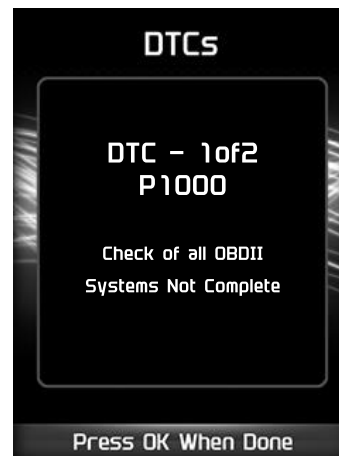 DTCs
DTC - 1of2
P1000
Check of all OBDII
Systems Not Complete
Press OK When Done